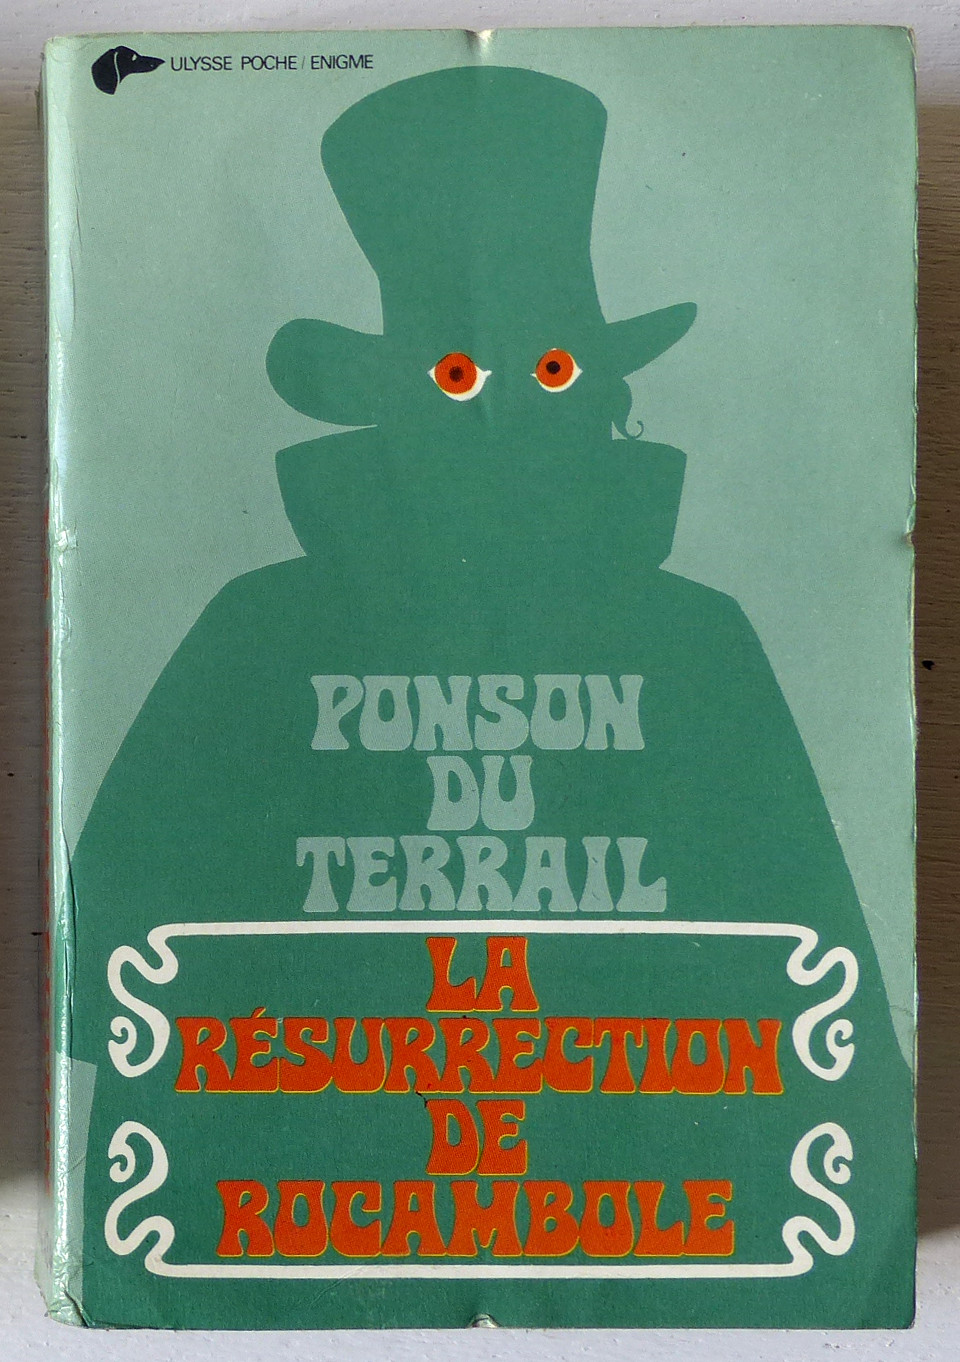 ULYSSE POCHE / ENIGME
PONSON
DU
TERRAIL
LA
RÉSURRECTION
DE
ROCAMBOLE